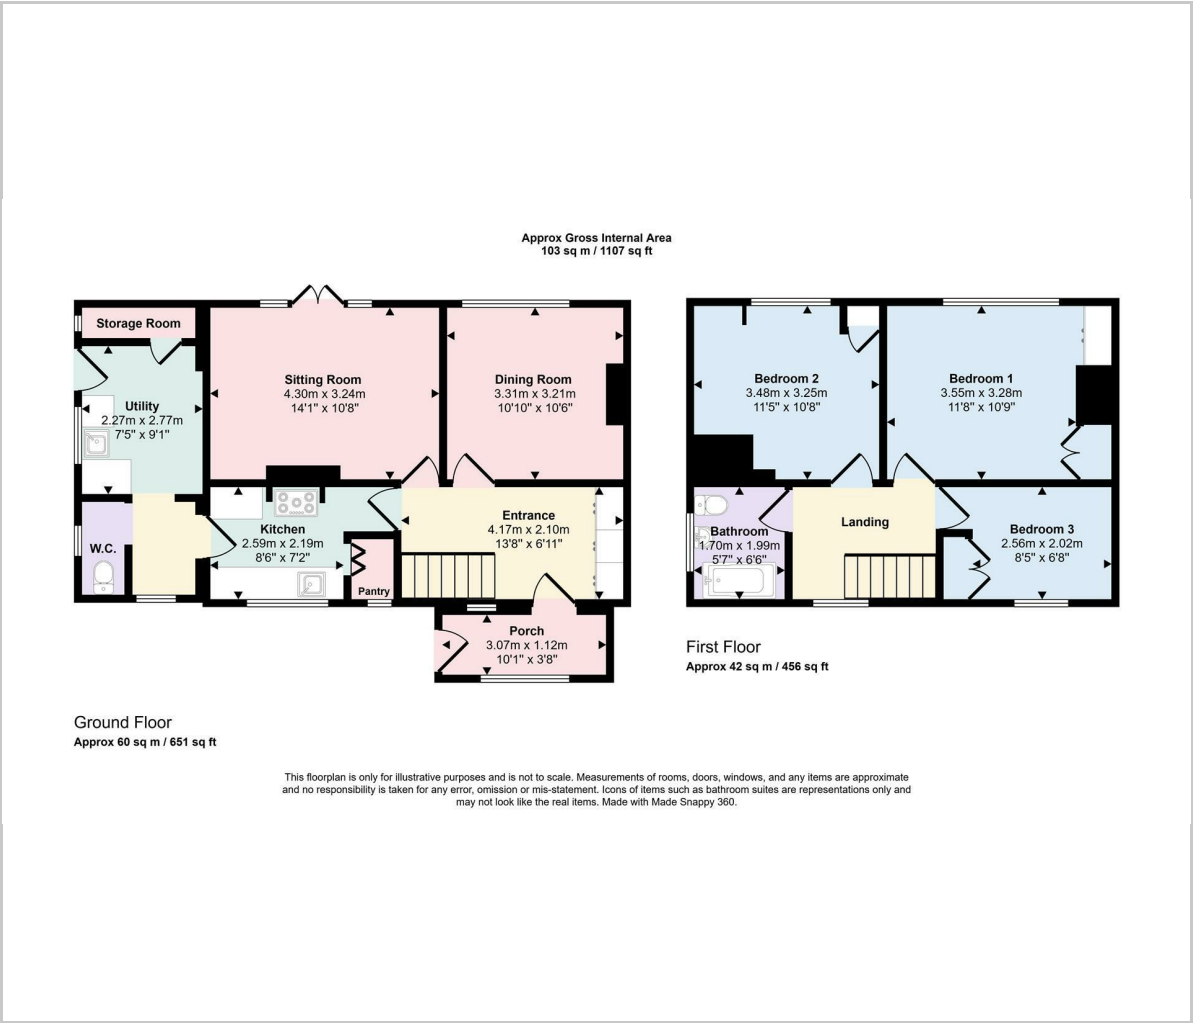 Approx Gross Internal Area
103 sq m / 1107 sq ft
Storage Room
Utility
2.27m x 2.77m
7'5" x 9'1"
W.C.
Sitting Room
4.30m x 3.24m
14'1" x 10'8"
Dining Room
3.31m x 3.21m
10'10" x 10'6"
Kitchen
2.59m x 2.19m
8'6" x 7'2"
Pantry
Entrance
4.17m x 2.10m
13'8" x 6'11"
Porch
3.07m x 1.12m
10'1" x 3'8"
Ground Floor
Approx 60 sq m / 651 sq ft
Bedroom 2
3.48m x 3.25m
11'5" x 10'8"
Bedroom 1
3.55m x 3.28m
11'8" x 10'9"
Bathroom
1.70m x 1.99m
5'7" x 6'6"
Landing
Bedroom 3
2.56m x 2.02m
8'5" x 6'8"
First Floor
Approx 42 sq m / 456 sq ft
This floorplan is only for illustrative purposes and is not to scale. Measurements of rooms, doors, windows, and any items are approximate
and no responsibility is taken for any error, omission or mis-statement. Icons of items such as bathroom suites are representations only and
may not look like the real items. Made with Made Snappy 360.